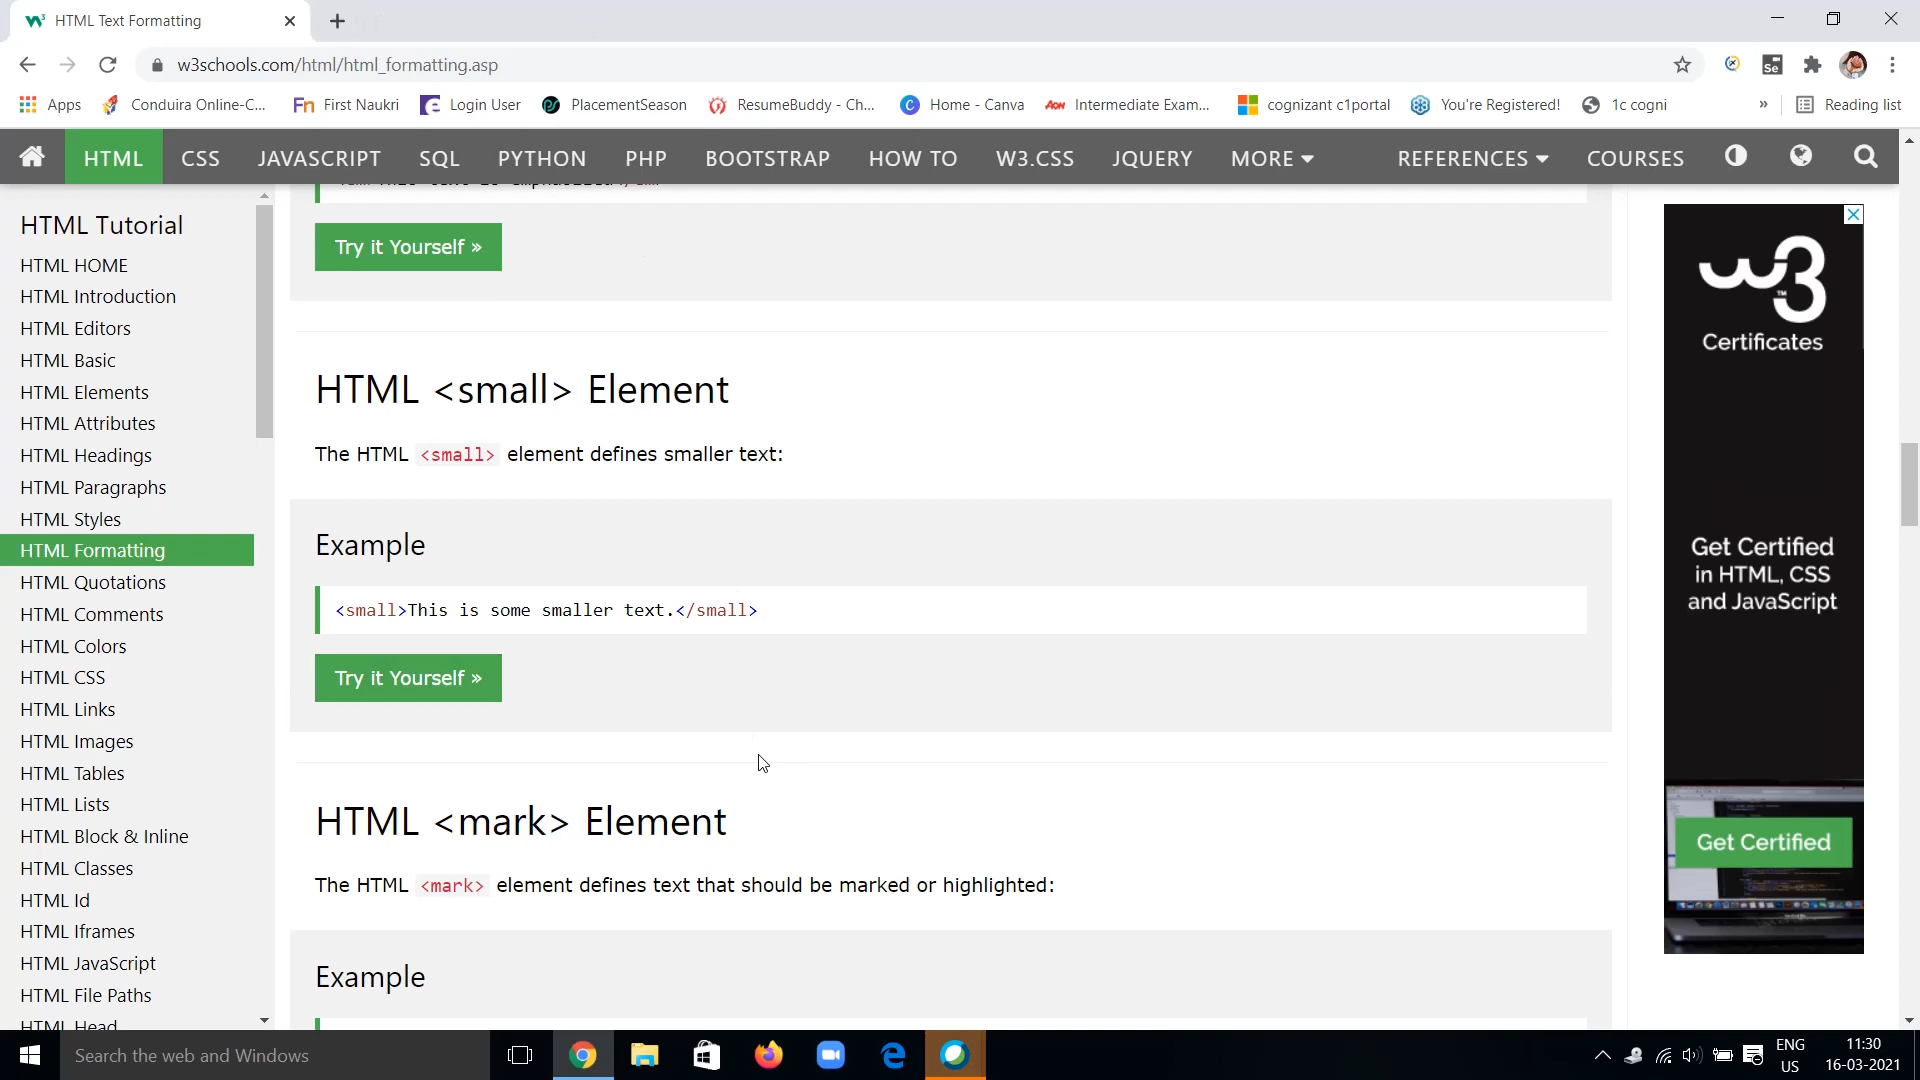 HTML Text Formatting
w3schools.com/html/html_formatting.asp
Apps Conduira Online-C... First Naukri Login User PlacementSeason ResumeBuddy - Ch... Home - Canva Intermediate Exam... cognizant c1portal You're Registered! 1c cogni » Reading list
HTML CSS JAVASCRIPT SQL PYTHON PHP BOOTSTRAP HOW TO W3.CSS JQUERY MORE REFERENCES COURSES
HTML Tutorial
HTML HOME
HTML Introduction
HTML Editors
HTML Basic
HTML Elements
HTML Attributes
HTML Headings
HTML Paragraphs
HTML Styles
HTML Formatting
HTML Quotations
HTML Comments
HTML Colors
HTML CSS
HTML Links
HTML Images
HTML Tables
HTML Lists
HTML Block & Inline
HTML Classes
HTML Id
HTML Iframes
HTML JavaScript
HTML File Paths
HTML Head
Try it Yourself »
HTML <small> Element
The HTML <small> element defines smaller text:
Example
<small>This is some smaller text.</small>
Try it Yourself »
HTML <mark> Element
The HTML <mark> element defines text that should be marked or highlighted:
Example
w3
TM
Certificates
Get Certified
in HTML, CSS
and JavaScript
Get Certified
Search the web and Windows
ENG
US
11:30
16-03-2021